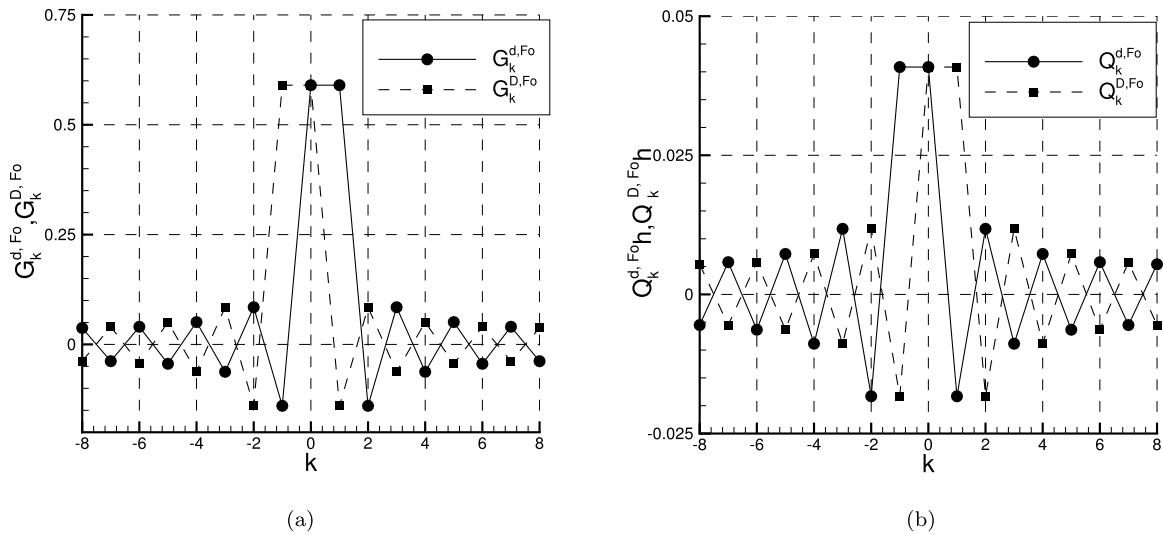 0.75
0.5
0.25
0
-8 -6 -4 -2 0 2 4 6 8
k
G_k^{d,Fo}, G_k^{D,Fo}
G_k^{d,Fo}
G_k^{D,Fo}
(a)
0.05
0.025
0
-0.025
-8 -6 -4 -2 0 2 4 6 8
k
Q_k^{d,Fo}h, Q_k^{D,Fo}h
Q_k^{d,Fo}
Q_k^{D,Fo}
(b)